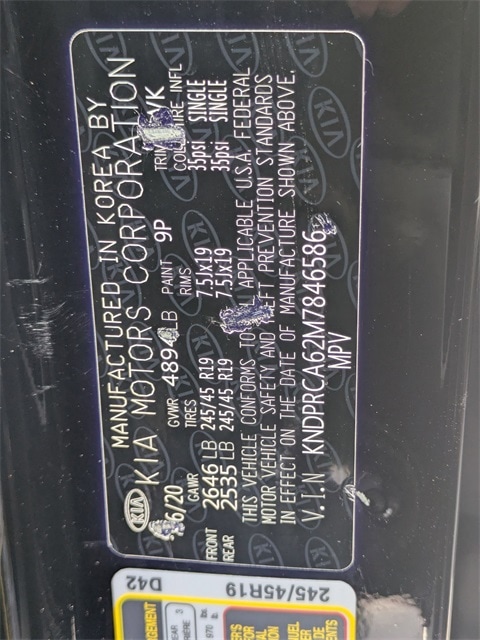 MANUFACTURED IN KOREA BY
KIA KIA MOTORS CORPORATION
6/20 GVWR 4894 LB PAINT 9P TRIM VK
GAWR TIRES RIMS COLD TIRE INFL
FRONT 2646 LB 245/45 R19 7.5Jx19 35psi SINGLE
REAR 2535 LB 245/45 R19 7.5Jx19 35psi SINGLE
THIS VEHICLE CONFORMS TO APPLICABLE U.S.A. FEDERAL
MOTOR VEHICLE SAFETY AND THEFT PREVENTION STANDARDS
IN EFFECT ON THE DATE OF MANUFACTURE SHOWN ABOVE.
V.I.N KNDPRCA62M7846586
MPV
D42
245/45R19